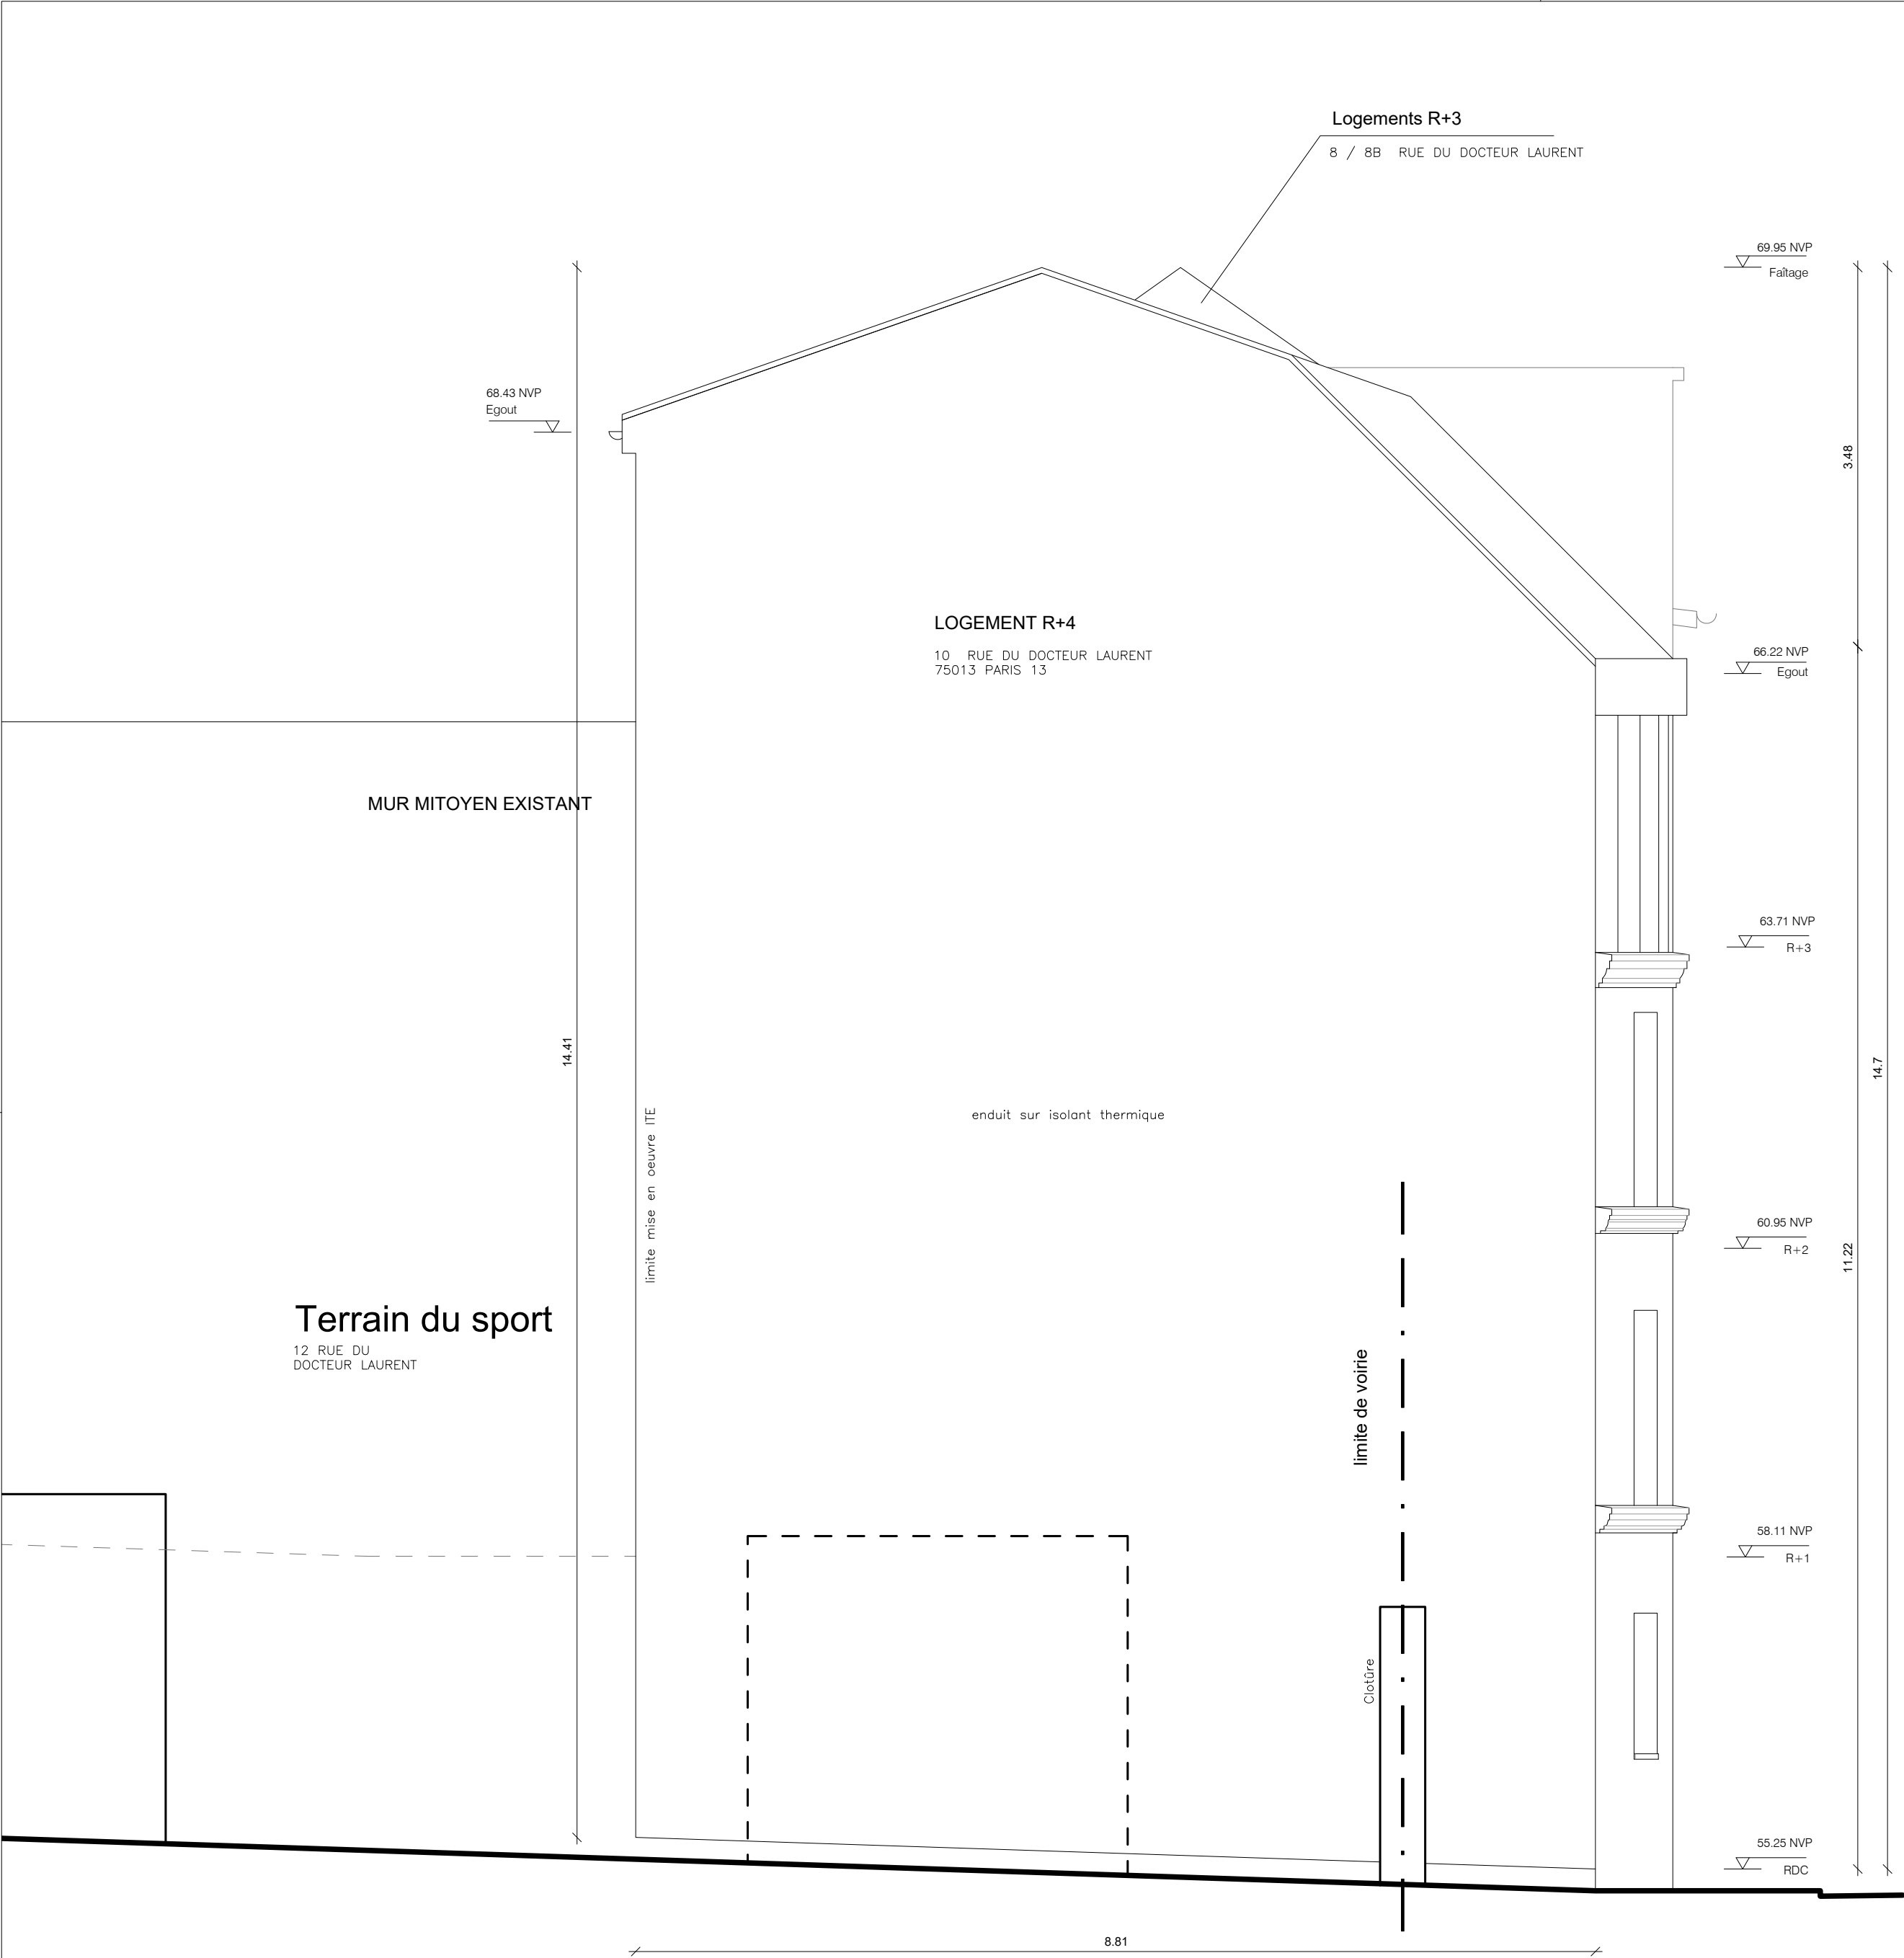 Logements R+3
8 / 8B RUE DU DOCTEUR LAURENT
69.95 NVP
Faîtage
68.43 NVP
Egout
3.48
LOGEMENT R+4
10 RUE DU DOCTEUR LAURENT
75013 PARIS 13
66.22 NVP
Egout
MUR MITOYEN EXISTANT
63.71 NVP
R+3
14.41
14.7
limite mise en oeuvre ITE
enduit sur isolant thermique
60.95 NVP
R+2
11.22
Terrain du sport
12 RUE DU
DOCTEUR LAURENT
limite de voirie
58.11 NVP
R+1
Clotûre
55.25 NVP
RDC
8.81